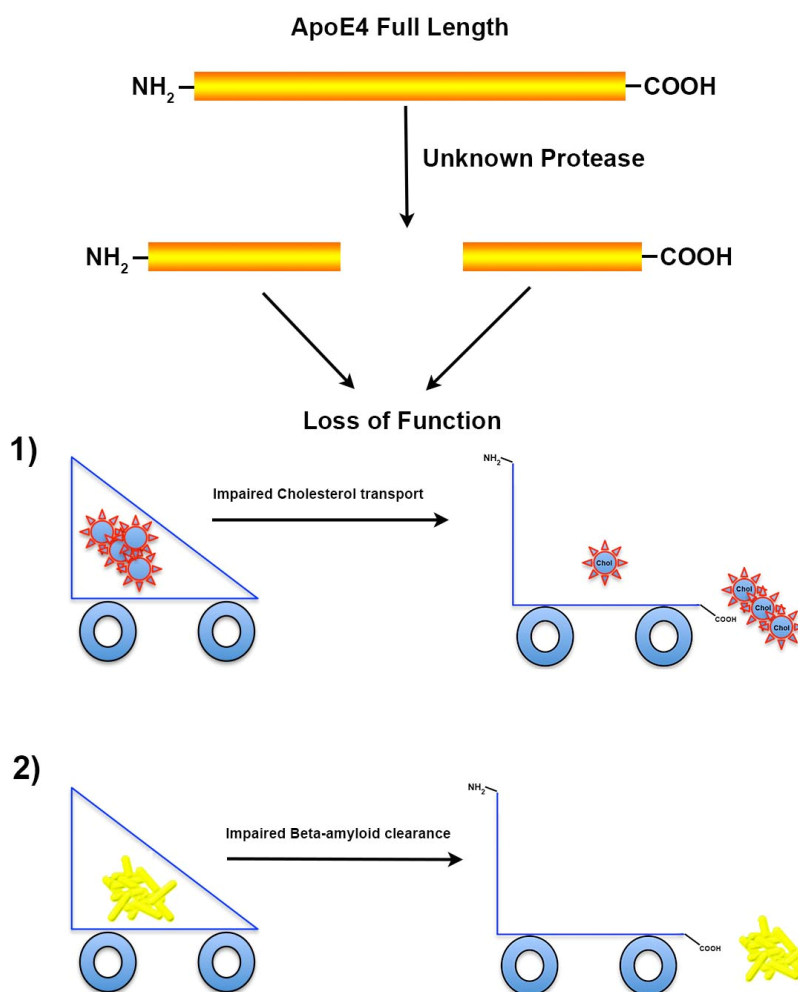 ApoE4 Full Length
NH2 COOH
Unknown Protease
NH2 COOH
Loss of Function
1)
NH2
Impaired Cholesterol transport
Chol
Chol
Chol
Chol
COOH
2)
NH2
Impaired Beta-amyloid clearance
COOH